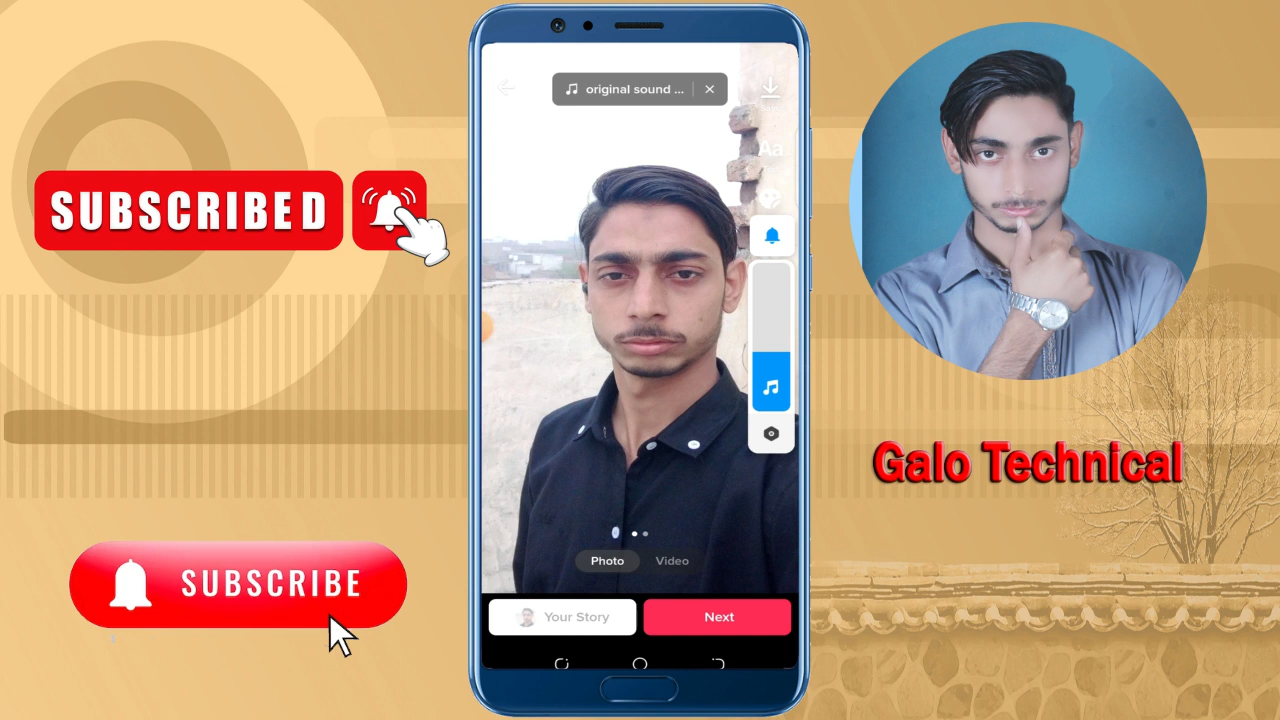 original sound ...
Aa
SUBSCRIBED
Galo Technical
Photo
Video
SUBSCRIBE
Your Story
Next